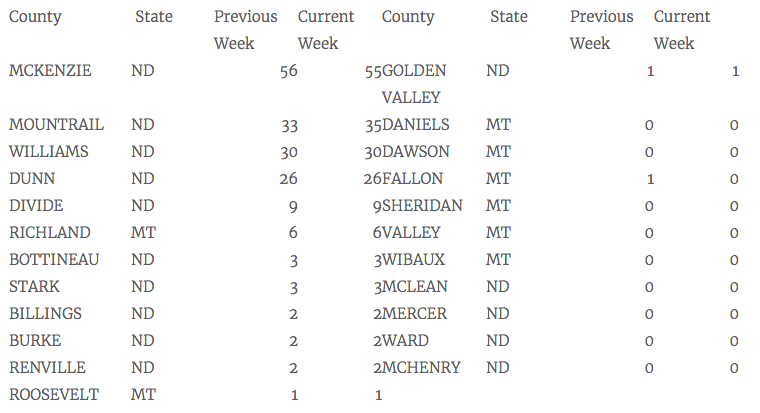 County State Previous Current County State Previous Current
Week Week Week Week
MCKENZIE ND 56 55GOLDEN ND 1 1
VALLEY
MOUNTRAIL ND 33 35DANIELS MT 0 0
WILLIAMS ND 30 30DAWSON MT 0 0
DUNN ND 26 26FALLON MT 1 0
DIVIDE ND 9 9SHERIDAN MT 0 0
RICHLAND MT 6 6VALLEY MT 0 0
BOTTINEAU ND 3 3WIBAUX MT 0 0
STARK ND 3 3MCLEAN ND 0 0
BILLINGS ND 2 2MERCER ND 0 0
BURKE ND 2 2WARD ND 0 0
RENVILLE ND 2 2MCHENRY ND 0 0
ROOSEVELT MT 1 1